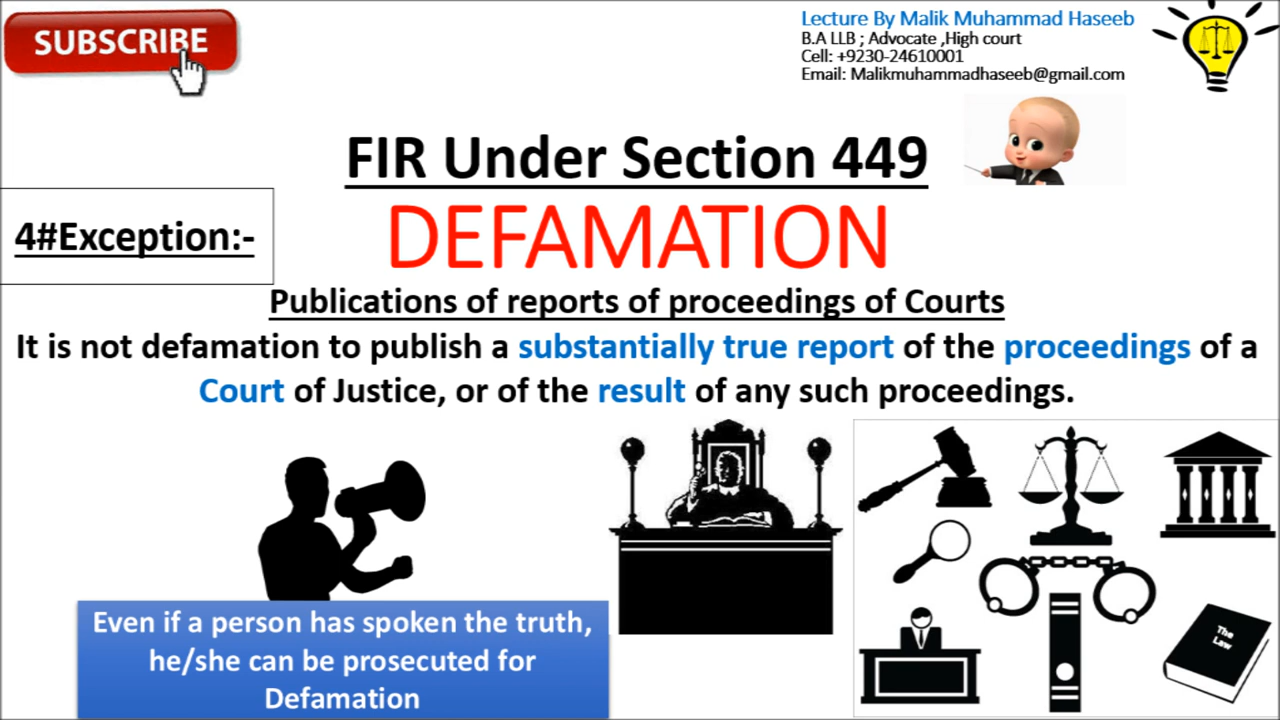 SUBSCRIBE
Lecture By Malik Muhammad Haseeb
B.A LLB ; Advocate ,High court
Cell: +9230-24610001
Email: Malikmuhammadhaseeb@gmail.com
FIR Under Section 449
4#Exception:-
DEFAMATION
Publications of reports of proceedings of Courts
It is not defamation to publish a substantially true report of the proceedings of a
Court of Justice, or of the result of any such proceedings.
Even if a person has spoken the truth,
he/she can be prosecuted for
Defamation
The
Law